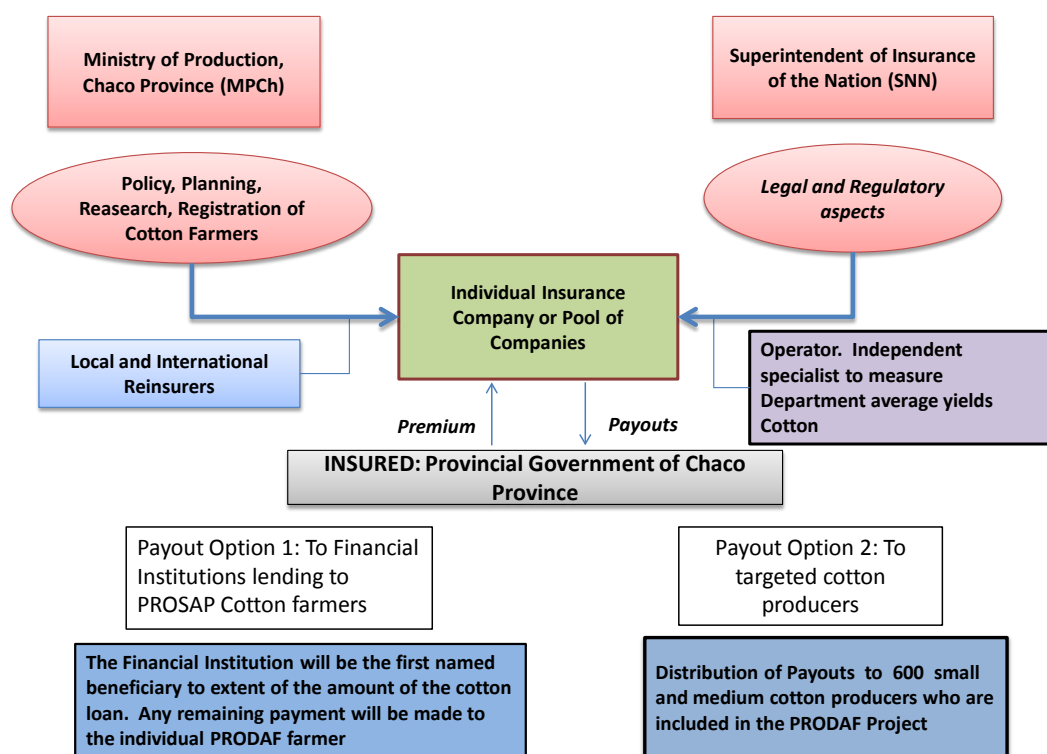 Ministry of Production,
Chaco Province (MPCh)
Superintendent of Insurance
of the Nation (SNN)
Policy, Planning,
Reasearch, Registration of
Cotton Farmers
Legal and Regulatory
aspects
Individual Insurance
Company or Pool of
Companies
Local and International
Reinsurers
Operator.  Independent
specialist to measure
Department average yields
Cotton
Premium
Payouts
INSURED: Provincial Government of Chaco
Province
Payout Option 1: To Financial
Institutions lending to
PROSAP Cotton farmers
Payout Option 2: To
targeted cotton
producers
The Financial Institution will be the first named
beneficiary to extent of the amount of the cotton
loan.  Any remaining payment will be made to
the individual PRODAF farmer
Distribution of Payouts to  600  small
and medium cotton producers who are
included in the PRODAF Project